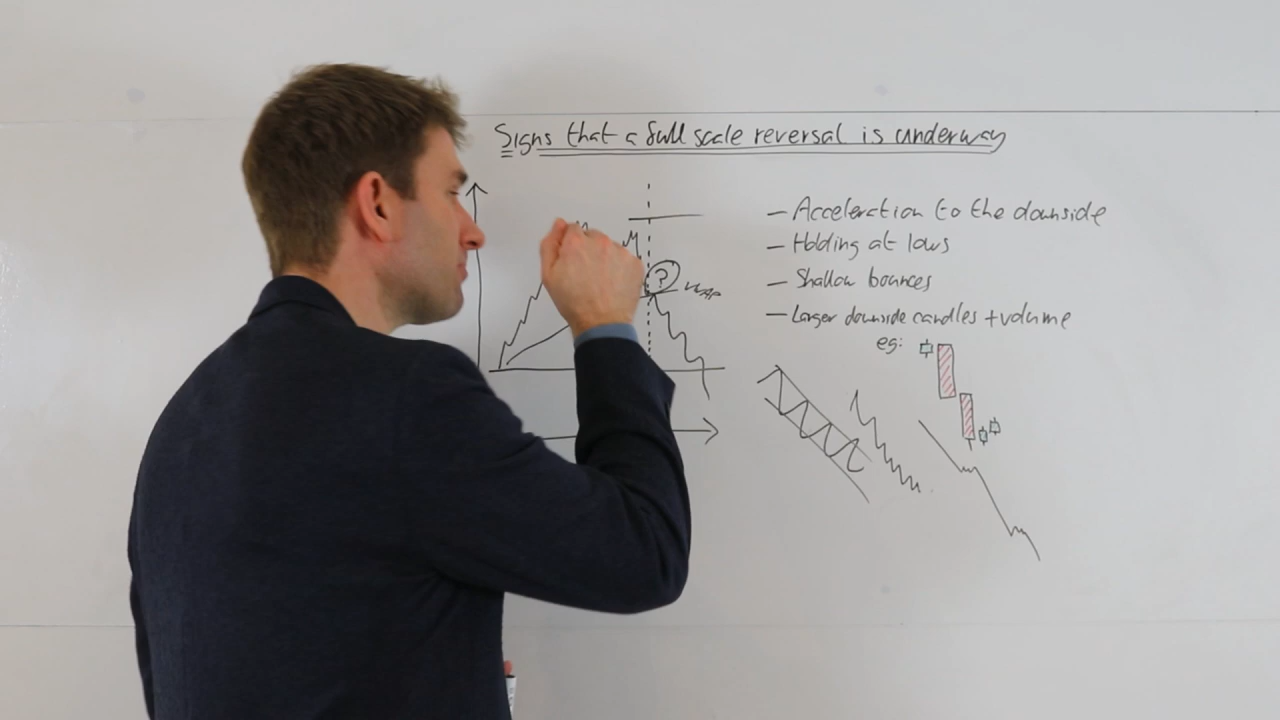 Signs that a full scale reversal is underway
— Acceleration to the downside
— Holding at lows
— Shallow bounces
— Larger downside candles + volume
eg:
?
VWAP